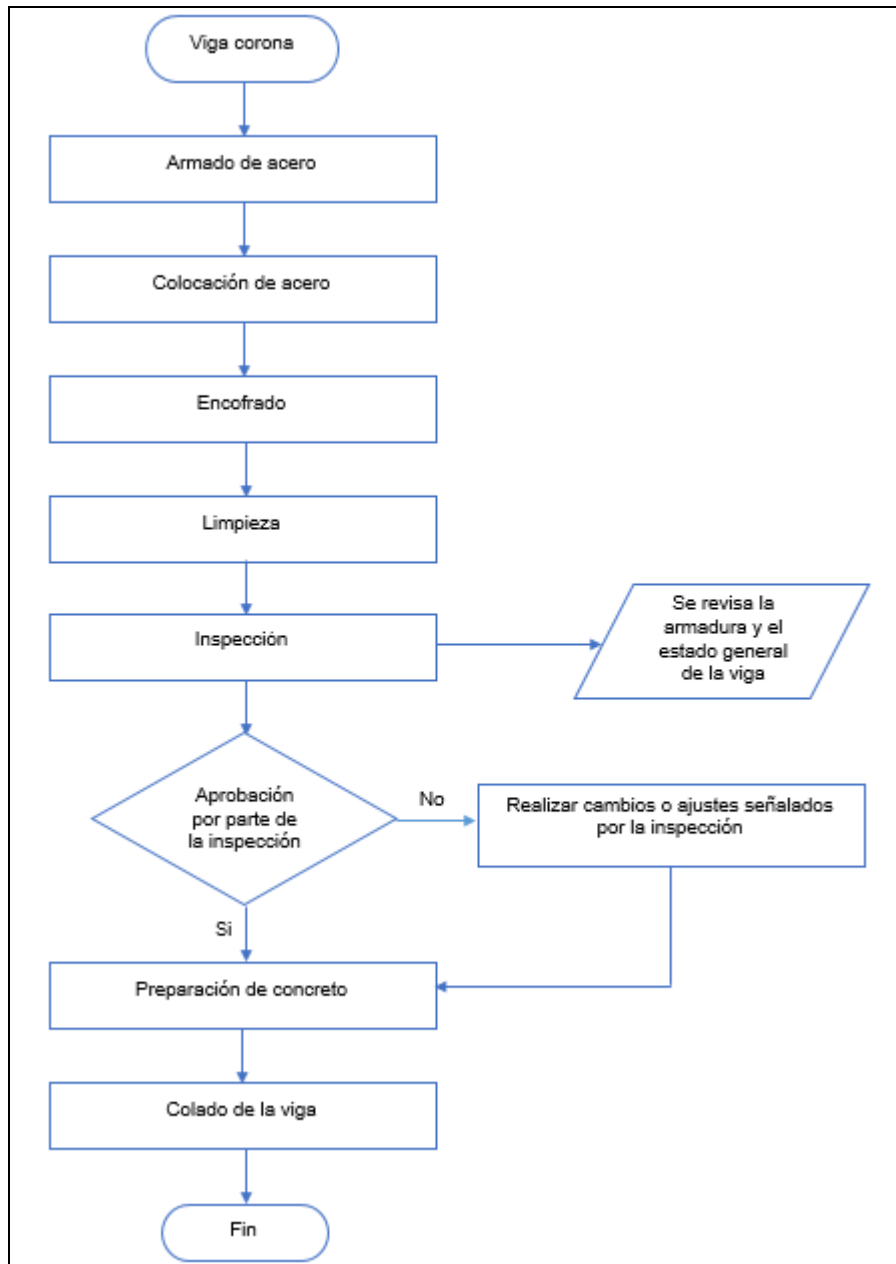 Viga corona
Armado de acero
Colocación de acero
Encofrado
Limpieza
Inspección
Se revisa la
armadura y el
estado general
de la viga
Aprobación
por parte de
la inspección
No
Realizar cambios o ajustes señalados
por la inspección
Si
Preparación de concreto
Colado de la viga
Fin